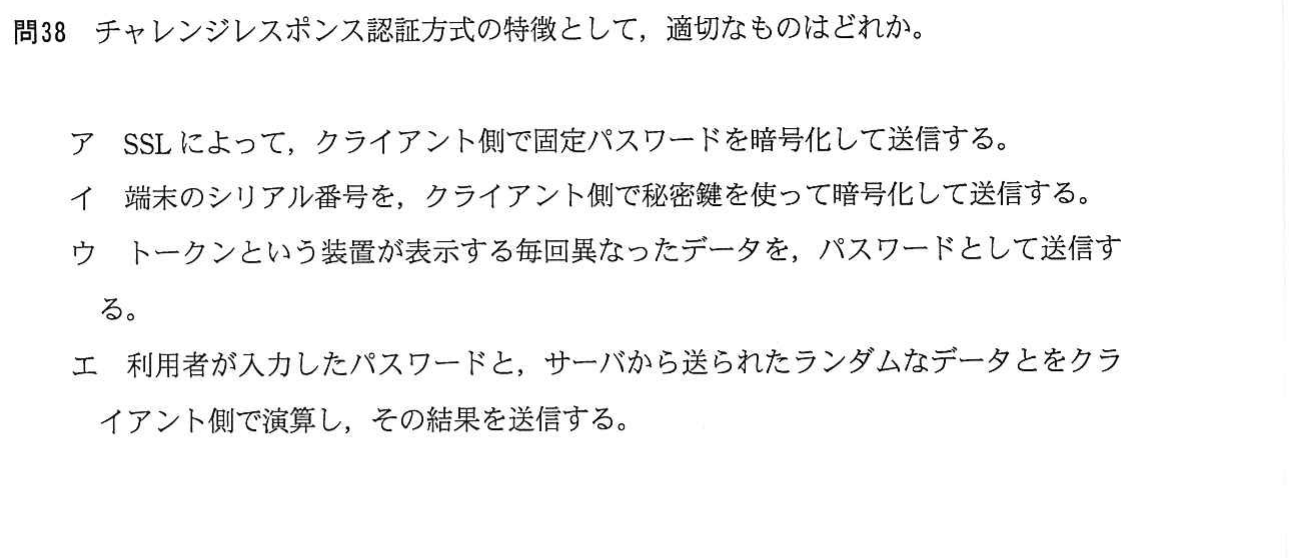 問38 チャレンジレスポンス認証方式の特徴として，適切なものはどれか。
ア SSL によって，クライアント側で固定パスワードを暗号化して送信する。
イ 端末のシリアル番号を，クライアント側で秘密鍵を使って暗号化して送信する。
ウ トークンという装置が表示する毎回異なったデータを，パスワードとして送信す
る。
エ 利用者が入力したパスワードと，サーバから送られたランダムなデータとをクラ
イアント側で演算し，その結果を送信する。